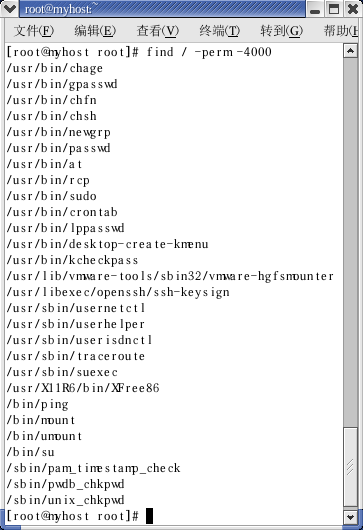 root@myhost:~
文件(F) 编辑(E) 查看(V) 终端(T) 转到(G) 帮助(H
[root@myhost root]# find / -perm -4000
/usr/bin/chage
/usr/bin/gpasswd
/usr/bin/chfn
/usr/bin/chsh
/usr/bin/newgrp
/usr/bin/passwd
/usr/bin/at
/usr/bin/rcp
/usr/bin/sudo
/usr/bin/crontab
/usr/bin/lppasswd
/usr/bin/desktop-create-kmenu
/usr/bin/kcheckpass
/usr/lib/vmware-tools/sbin32/vmware-hgfsmounter
/usr/libexec/openssh/ssh-keysign
/usr/sbin/usernetctl
/usr/sbin/userhelper
/usr/sbin/userisdnctl
/usr/sbin/traceroute
/usr/sbin/suexec
/usr/X11R6/bin/XFree86
/bin/ping
/bin/mount
/bin/umount
/bin/su
/sbin/pam_timestamp_check
/sbin/pwdb_chkpwd
/sbin/unix_chkpwd
[root@myhost root]#